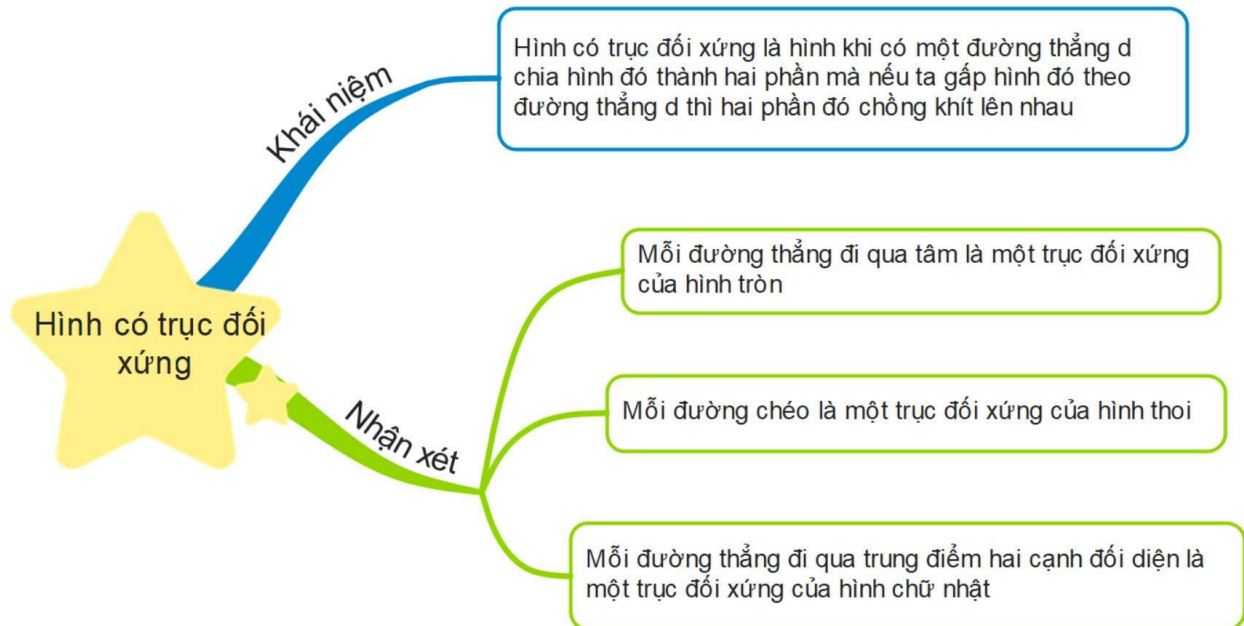 Hình có trục đối
xứng
Khái niệm
Hình có trục đối xứng là hình khi có một đường thẳng d
chia hình đó thành hai phần mà nếu ta gấp hình đó theo
đường thẳng d thì hai phần đó chồng khít lên nhau
Nhận xét
Mỗi đường thẳng đi qua tâm là một trục đối xứng
của hình tròn
Mỗi đường chéo là một trục đối xứng của hình thoi
Mỗi đường thẳng đi qua trung điểm hai cạnh đối diện là
một trục đối xứng của hình chữ nhật